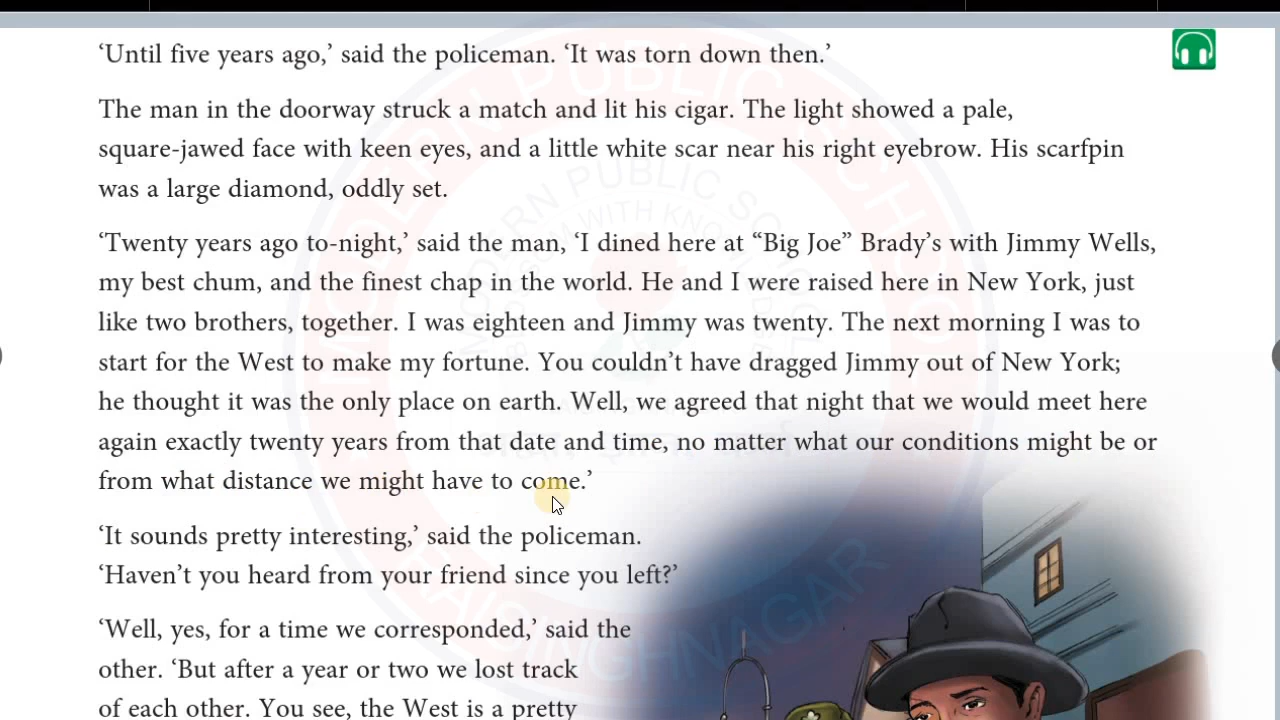 ‘Until five years ago,’ said the policeman. ‘It was torn down then.’
The man in the doorway struck a match and lit his cigar. The light showed a pale,
square-jawed face with keen eyes, and a little white scar near his right eyebrow. His scarfpin
was a large diamond, oddly set.
‘Twenty years ago to-night,’ said the man, ‘I dined here at “Big Joe” Brady’s with Jimmy Wells,
my best chum, and the finest chap in the world. He and I were raised here in New York, just
like two brothers, together. I was eighteen and Jimmy was twenty. The next morning I was to
start for the West to make my fortune. You couldn’t have dragged Jimmy out of New York;
he thought it was the only place on earth. Well, we agreed that night that we would meet here
again exactly twenty years from that date and time, no matter what our conditions might be or
from what distance we might have to come.’
‘It sounds pretty interesting,’ said the policeman.
‘Haven’t you heard from your friend since you left?’
‘Well, yes, for a time we corresponded,’ said the
other. ‘But after a year or two we lost track
of each other. You see, the West is a pretty
MODERN PUBLIC SCHOOL
RAISINGHNAGAR
MODERN PUBLIC SCHOOL